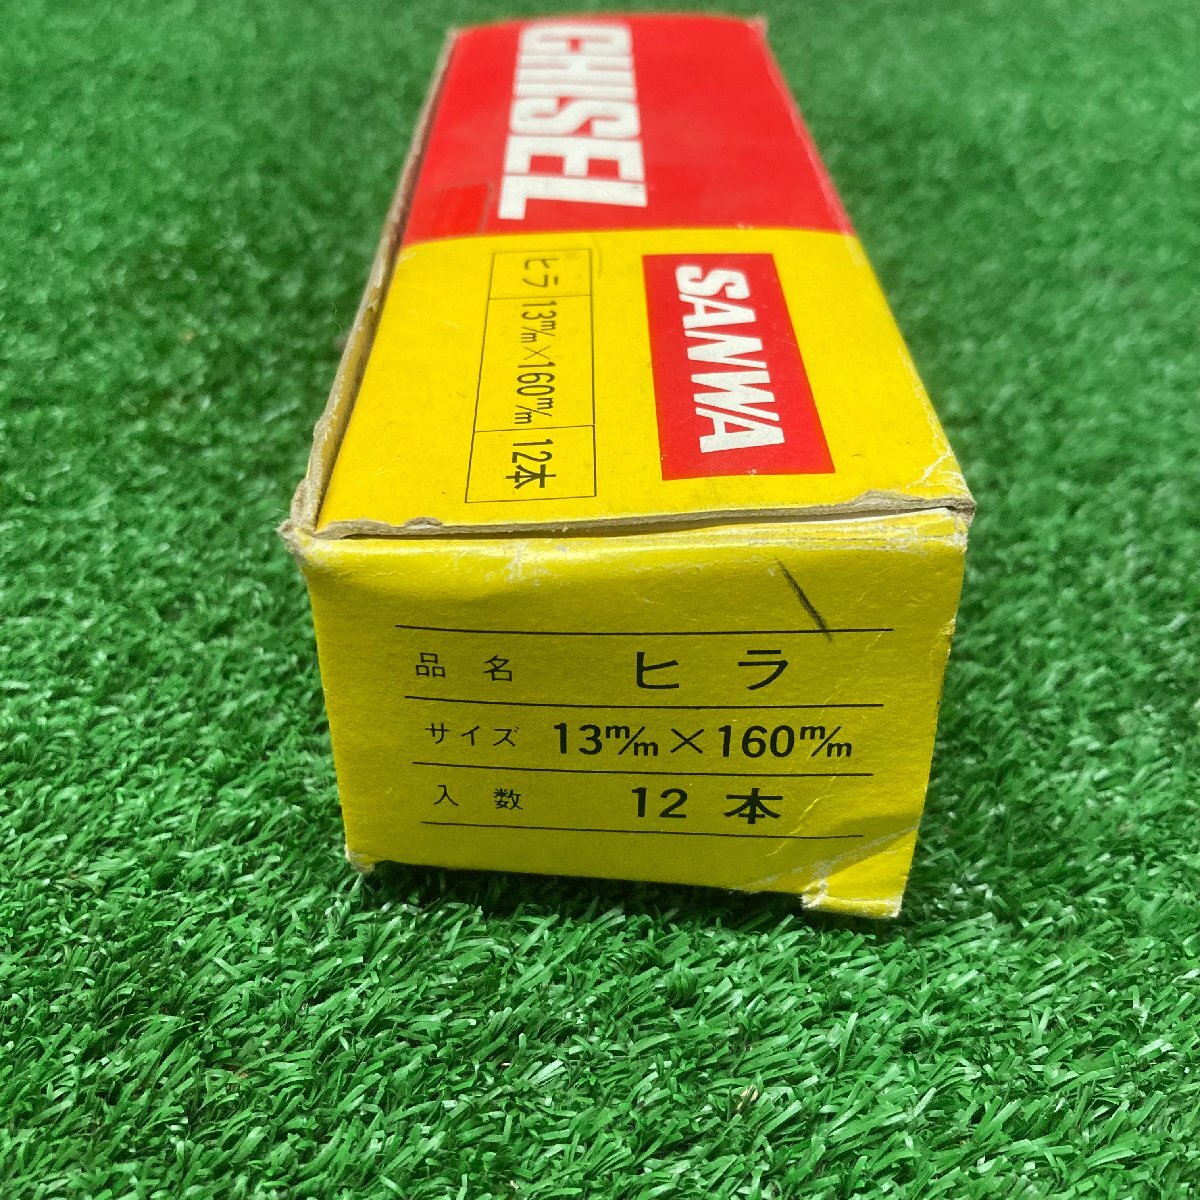 CHISEL
SANWA
ヒラ 13m/m×160m/m 12本
品名 ヒラ
サイズ 13m/m×160m/m
入数 12本